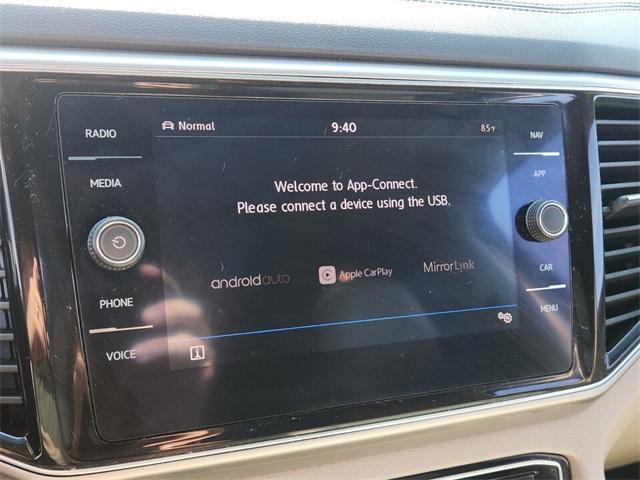 RADIO
MEDIA
PHONE
VOICE
Normal
9:40
85°F
Welcome to App-Connect.
Please connect a device using the USB.
androidauto
Apple CarPlay
MirrorLink
i
NAV
APP
CAR
MENU